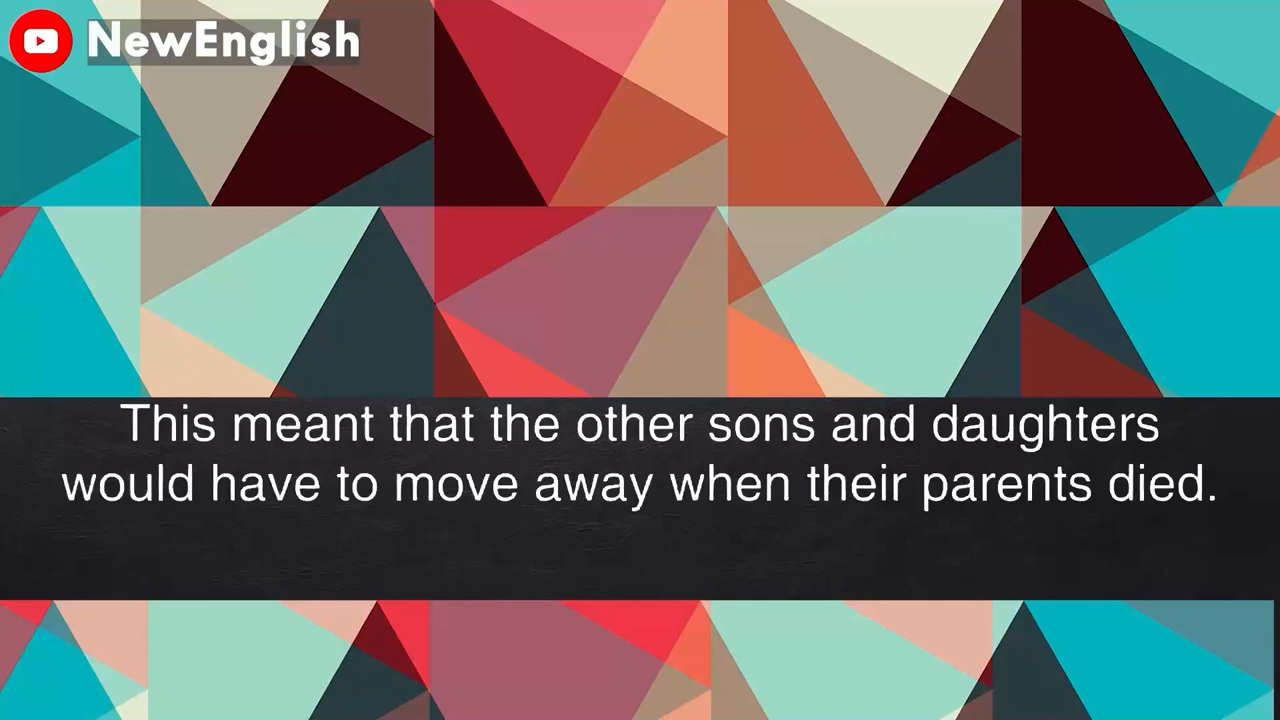 NewEnglish
This meant that the other sons and daughters
would have to move away when their parents died.